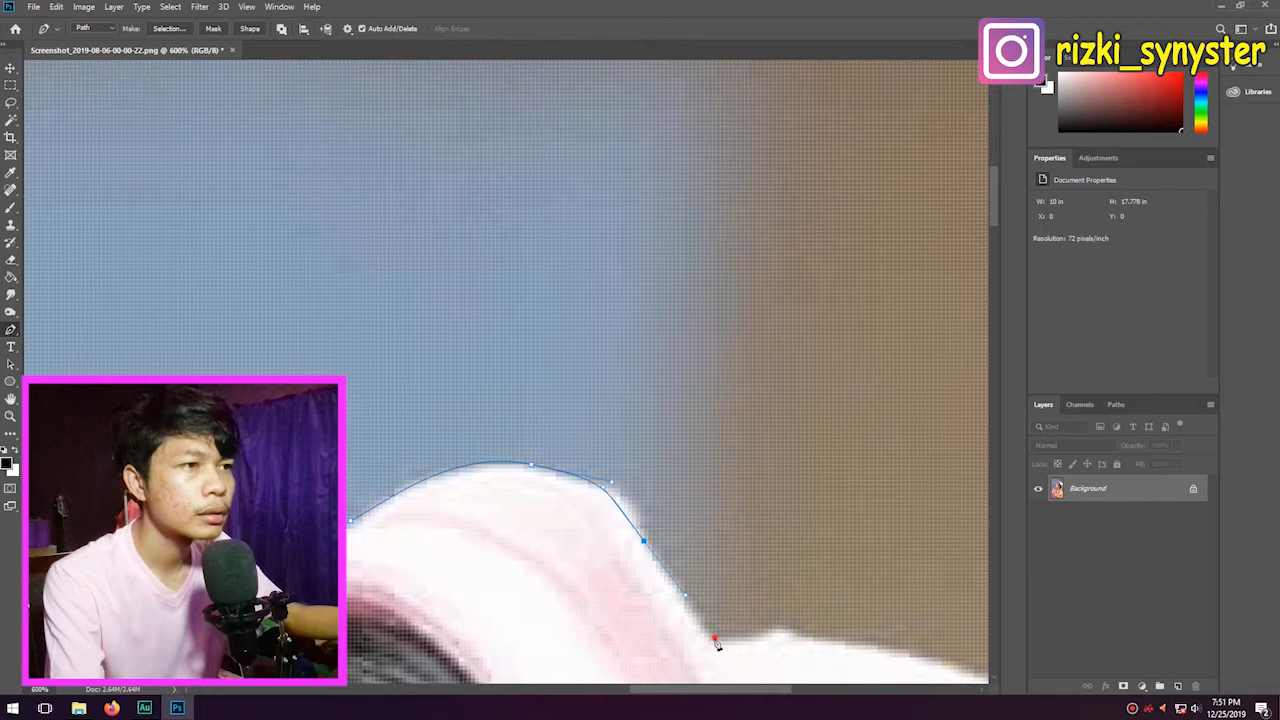 File Edit Image Layer Type Select Filter 3D View Window Help
Path Make: Selection... Mask Shape Auto Add/Delete Align Edges
rizki_synyster
Screenshot_2019-08-06-00-00-22.png @ 600% (RGB/8) *
Libraries
Properties Adjustments
Document Properties
W: 10 in H: 17.778 in
X: 0 Y: 0
Resolution: 72 pixels/inch
Layers Channels Paths
Kind
Normal Opacity: 100%
Lock: Fill: 100%
Background
600% Doc: 2.64M/2.64M
7:51 PM
12/25/2019